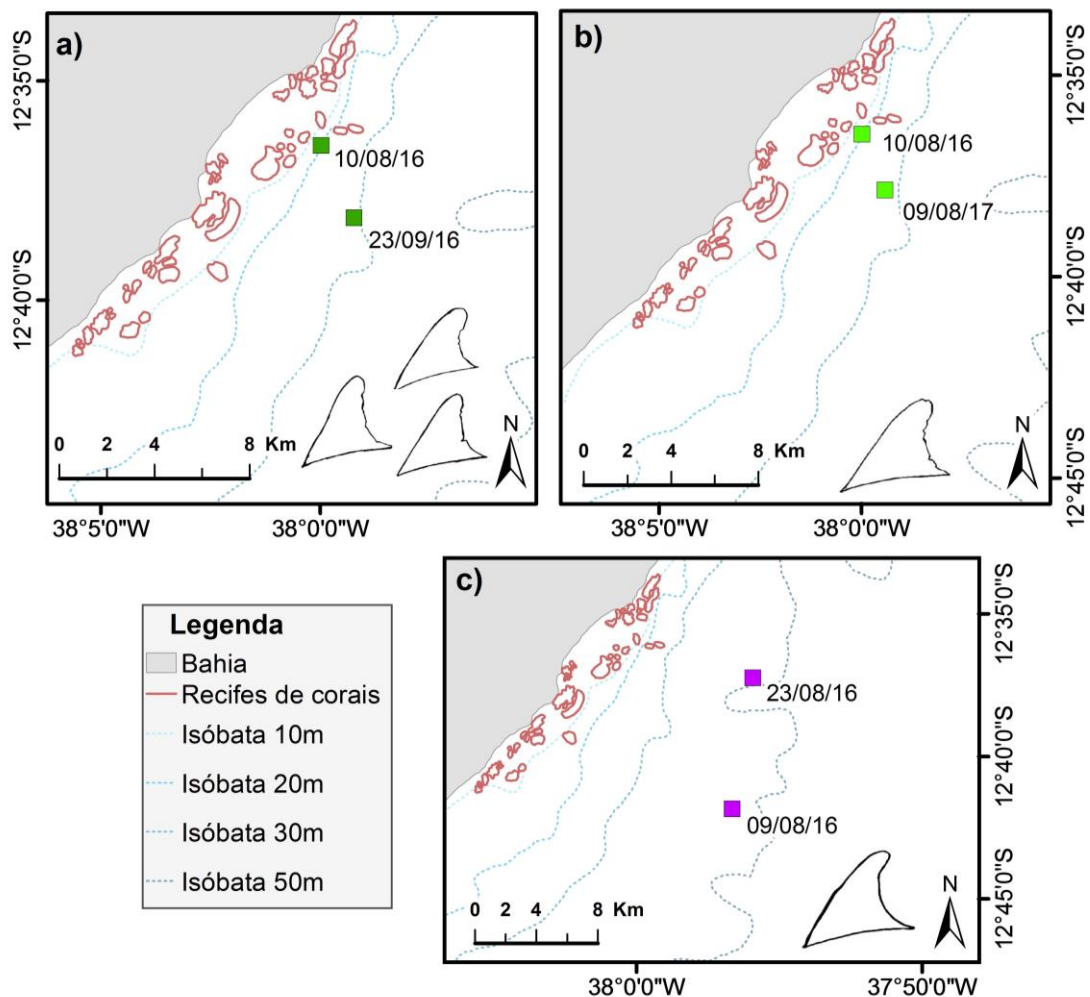 a)
12°35'0"S
12°40'0"S
10/08/16
23/09/16
0 2 4 8 Km
N
38°5'0"W 38°0'0"W
b)
12°35'0"S
12°40'0"S
12°45'0"S
10/08/16
09/08/17
0 2 4 8 Km
N
38°5'0"W 38°0'0"W
c)
12°35'0"S
12°40'0"S
12°45'0"S
23/08/16
09/08/16
0 2 4 8 Km
N
38°0'0"W 37°50'0"W
Legenda
Bahia
Recifes de corais
Isóbata 10m
Isóbata 20m
Isóbata 30m
Isóbata 50m